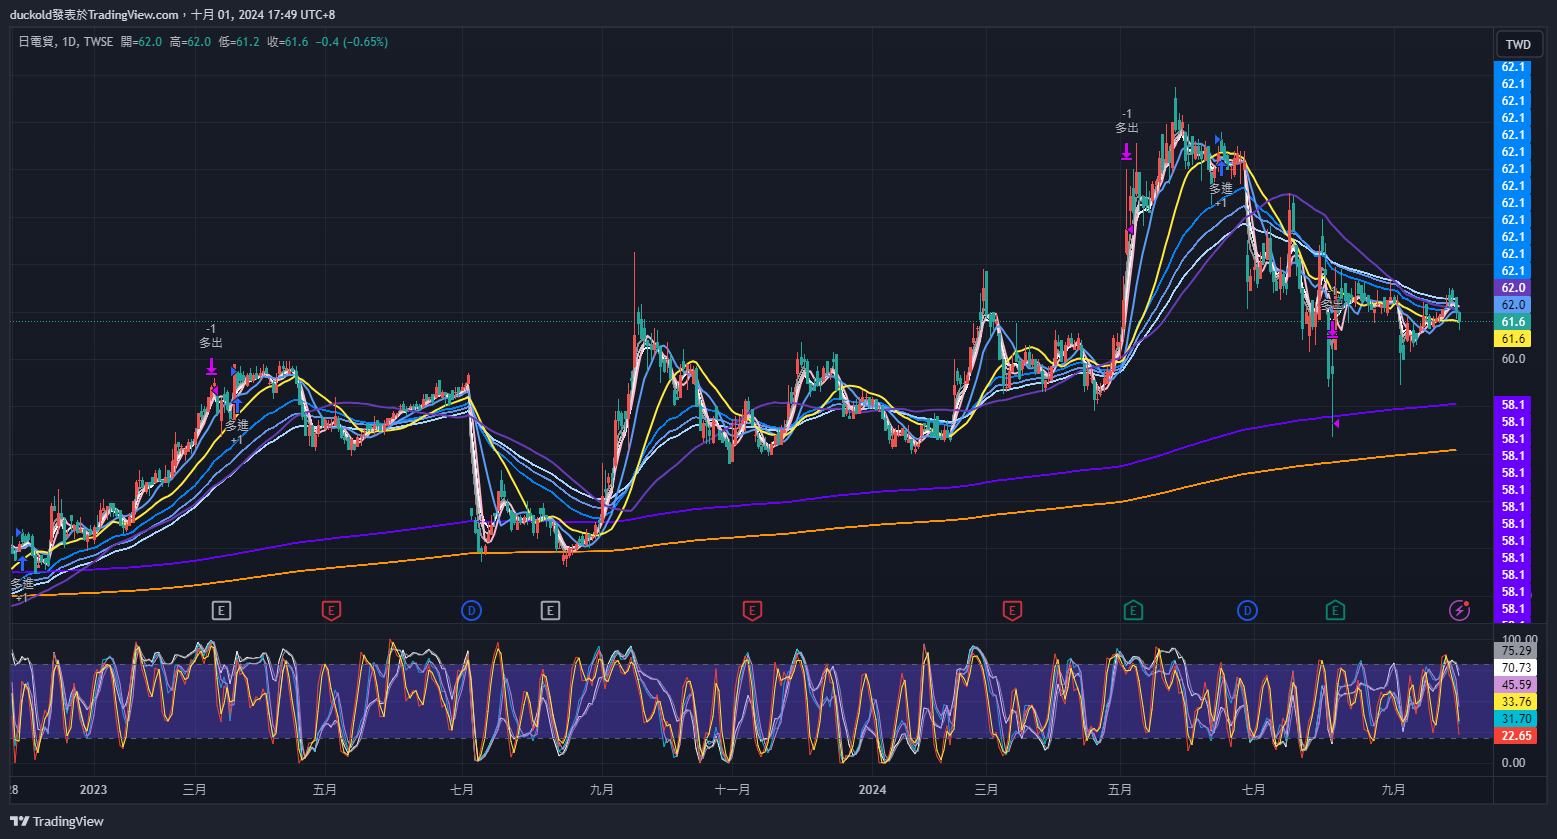 duckold發表於TradingView.com，十月 01, 2024 17:49 UTC+8
日電貿, 1D, TWSE 開=62.0 高=62.0 低=61.2 收=61.6 −0.4 (−0.65%)
TWD
62.1
62.1
62.1
62.1
62.1
62.1
62.1
62.1
62.1
62.1
62.1
62.1
62.1
62.0
62.0
61.6
61.6
60.0
58.1
58.1
58.1
58.1
58.1
58.1
58.1
58.1
58.1
58.1
58.1
58.1
58.1
-1
多出
-1
多出
多進
+1
多進
+1
多進
+1
E
E
D
E
E
E
E
D
E
100.00
75.29
70.73
45.59
33.76
31.70
22.65
0.00
2023 三月 五月 七月 九月 十一月 2024 三月 五月 七月 九月
TradingView